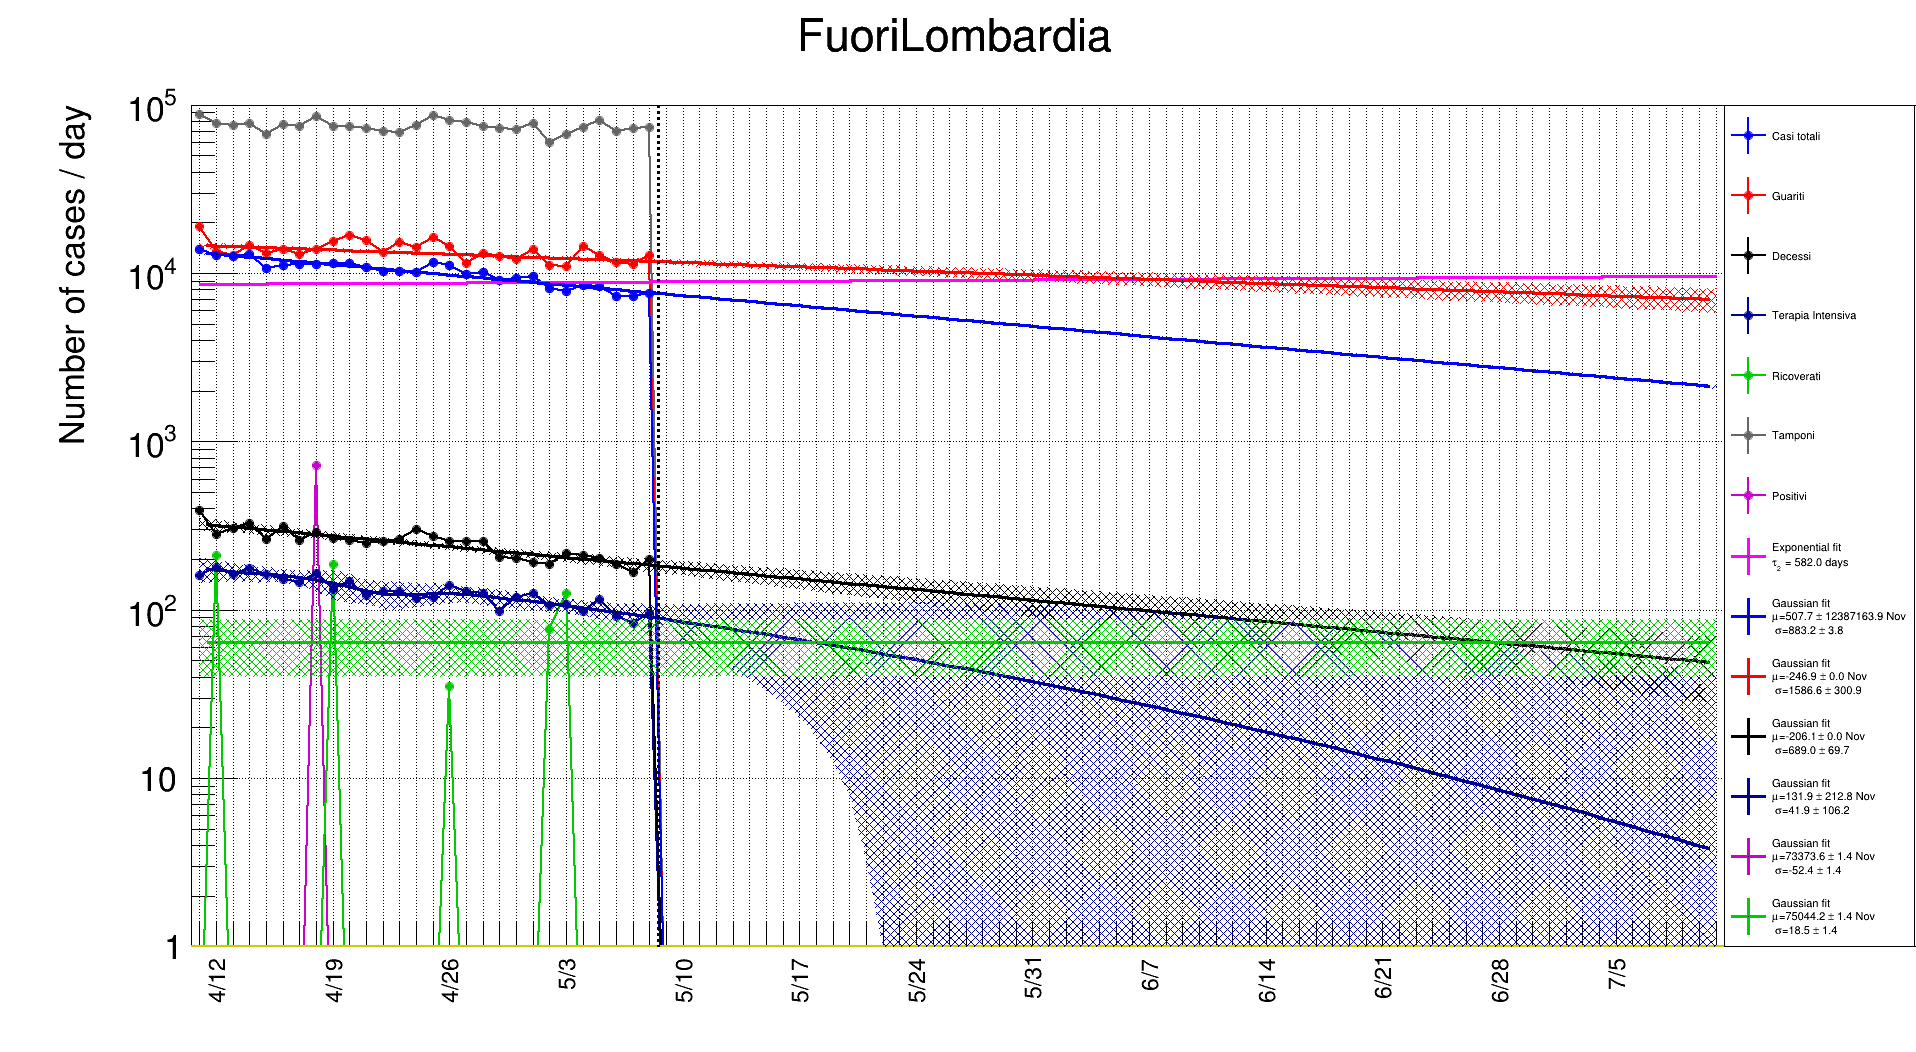 FuoriLombardia
Number of cases / day
10^5
10^4
10^3
10^2
10
1
4/12
4/19
4/26
5/3
5/10
5/17
5/24
5/31
6/7
6/14
6/21
6/28
7/5
Casi totali
Guariti
Decessi
Terapia Intensiva
Ricoverati
Tamponi
Positivi
Exponential fit
τ₂ = 582.0 days
Gaussian fit
μ=507.7 ± 12387163.9 Nov
σ=883.2 ± 3.8
Gaussian fit
μ=-246.9 ± 0.0 Nov
σ=1586.6 ± 300.9
Gaussian fit
μ=-206.1 ± 0.0 Nov
σ=689.0 ± 69.7
Gaussian fit
μ=131.9 ± 212.8 Nov
σ=41.9 ± 106.2
Gaussian fit
μ=73373.6 ± 1.4 Nov
σ=-52.4 ± 1.4
Gaussian fit
μ=75044.2 ± 1.4 Nov
σ=18.5 ± 1.4